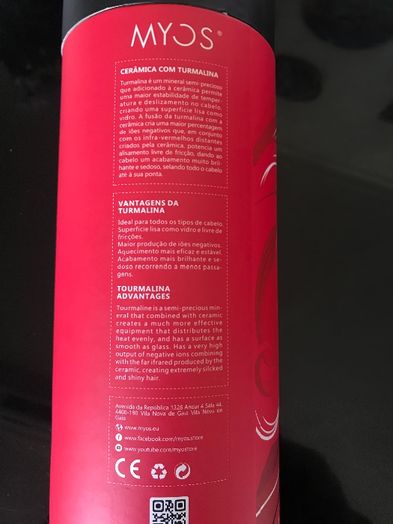 MYOS®
CERÂMICA COM TURMALINA
Turmalina é um mineral semi-precioso
que adicionado à cerâmica permite
uma maior estabilidade de temper-
atura e deslizamento no cabelo,
criando uma superfície lisa como
vidro. A fusão da turmalina com a
cerâmica cria uma maior percentagem
de iões negativos que, em conjunto
com os infra-vermelhos distantes
criados pela cerâmica, potencia um
alisamento livre de fricção, dando ao
cabelo um acabamento muito bril-
hante e sedoso, selando todo o cabelo
até à sua ponta.
VANTAGENS DA
TURMALINA
Ideal para todos os tipos de cabelo
Superfície lisa como vidro e livre de
fricções.
Maior produção de iões negativos.
Aquecimento mais eficaz e estável.
Acabamento mais brilhante e se-
doso recorrendo a menos passa-
gens.
TOURMALINA
ADVANTAGES
Tourmaline is a semi-precious min-
eral that combined with ceramic
creates a much more effective
equipment that distributes the
heat evenly, and has a surface as
smooth as glass. Has a very high
output of negative ions combining
with the far ifrared produced by the
ceramic, creating extremely silcked
and shiny hair.
Avenida da República 1326 Andar 4 Sala 44,
4400-190 Vila Nova de Gaia Vila Nova de
Gaia
www.myos.eu
www.facebook.com/myos.store
www.youtube.com/myos.store
CE